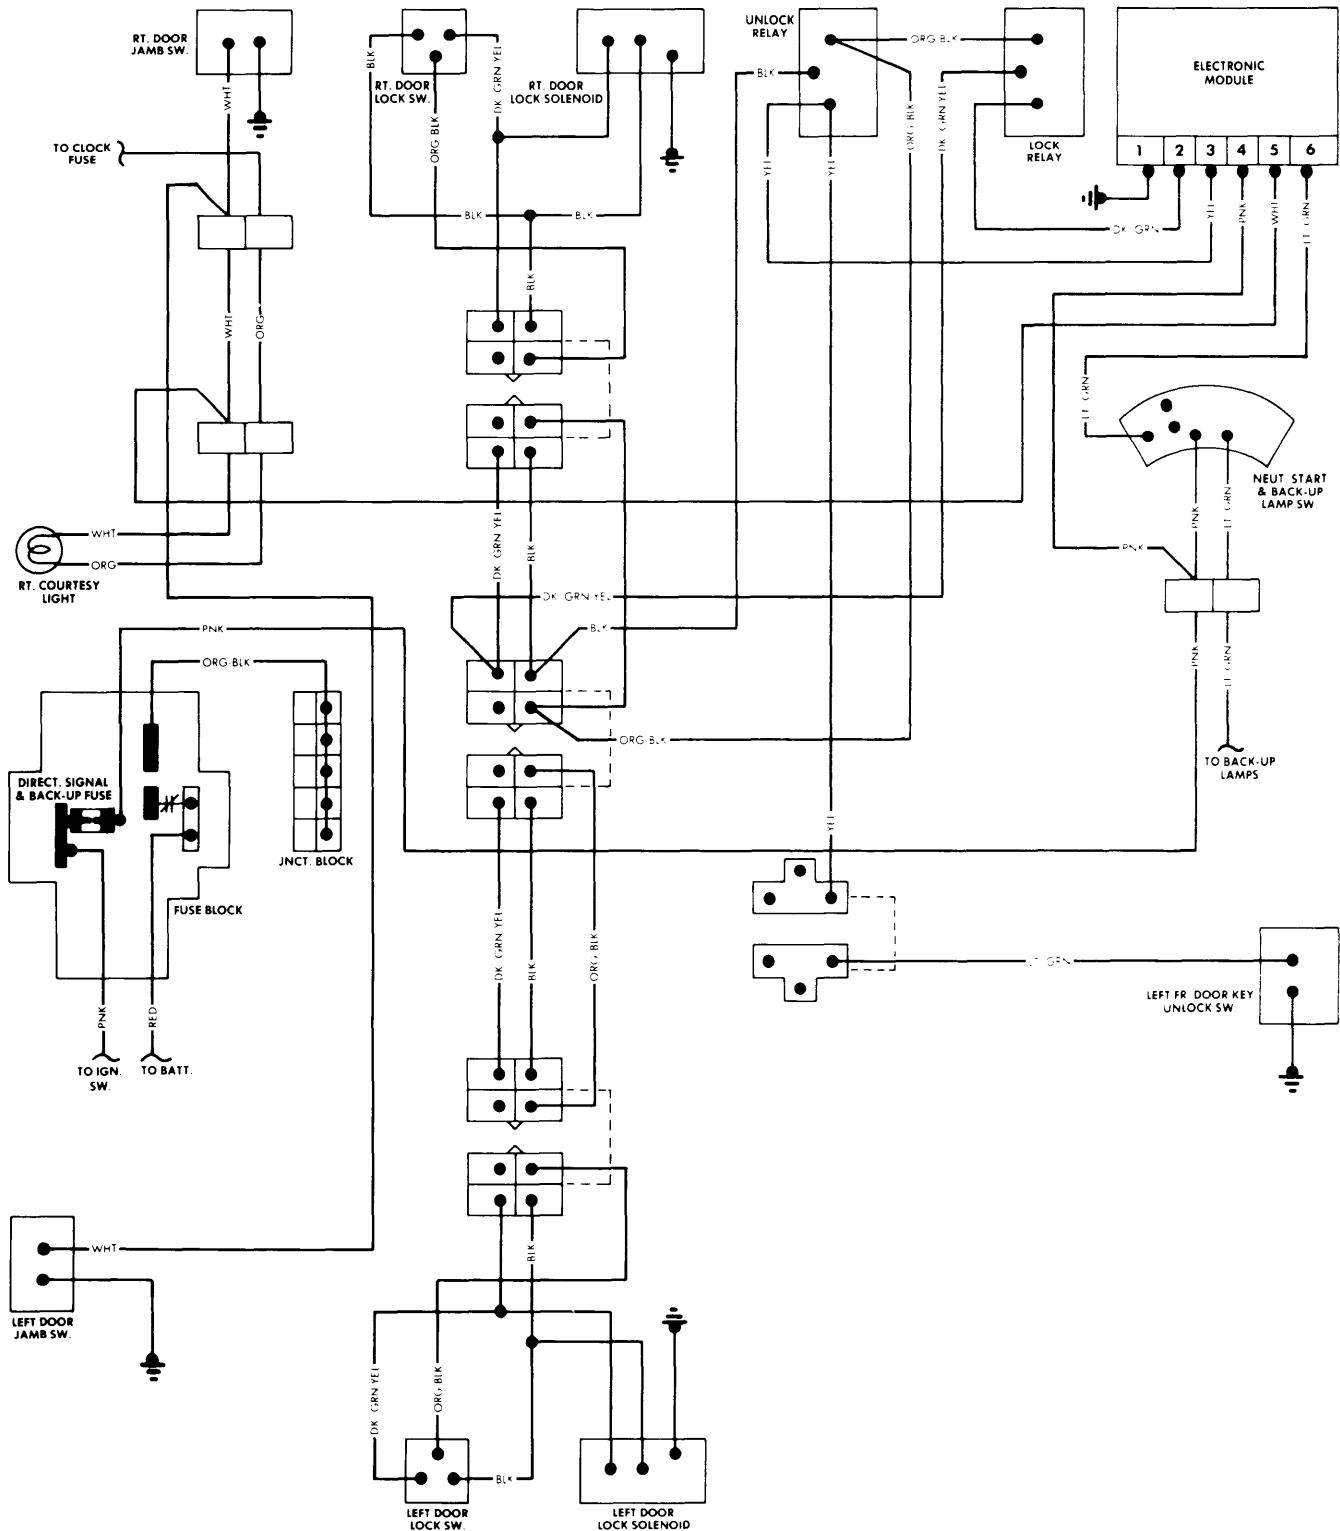 RT. DOOR
JAMB SW.
WHT
TO CLOCK
FUSE
WHT
ORG
WHT
ORG
RT. COURTESY
LIGHT
BLK
RT. DOOR
LOCK SW.
DK GRN YEL
ORG BLK
RT. DOOR
LOCK SOLENOID
BLK
BLK
BLK
UNLOCK
RELAY
BLK
ORG BLK
ORG BLK
DK GRN YEL
YEL
YEL
LOCK
RELAY
ELECTRONIC
MODULE
1 2 3 4 5 6
DK GRN
YEL
PNK
WHT
LT GRN
LT GRN
NEUT START
& BACK-UP
LAMP SW
PNK
LT GRN
PNK
PNK
LT GRN
TO BACK-UP
LAMPS
DK GRN YEL
BLK
DK GRN-YEL
BLK
ORG BLK
PNK
ORG-BLK
DIRECT. SIGNAL
& BACK-UP FUSE
JNCT. BLOCK
FUSE BLOCK
PNK
RED
TO IGN.
SW.
TO BATT.
YEL
DK GRN YEL
BLK
ORG BLK
LT GRN
LEFT FR DOOR KEY
UNLOCK SW.
WHT
LEFT DOOR
JAMB SW.
BLK
DK GRN YEL
ORG BLK
BLK
LEFT DOOR
LOCK SW.
LEFT DOOR
LOCK SOLENOID